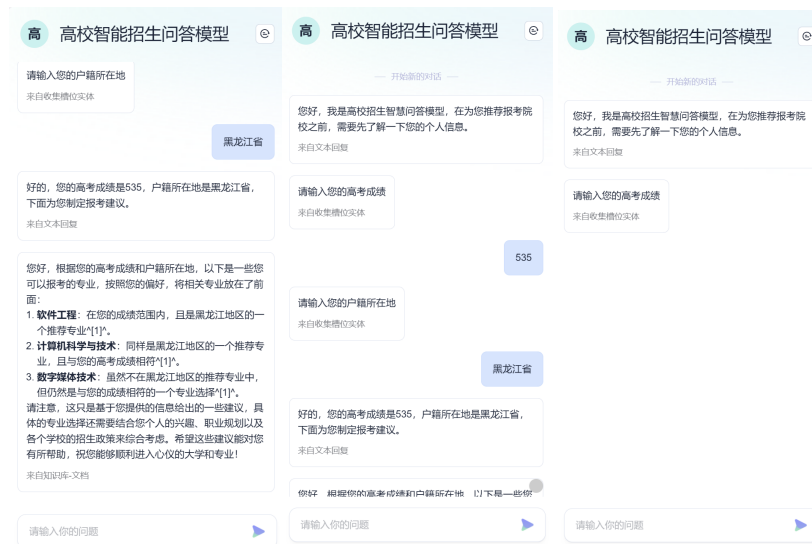 高 高校智能招生问答模型
请输入您的户籍所在地
来自收集槽位实体
黑龙江省
好的，您的高考成绩是535，户籍所在地是黑龙江省，
下面为您制定报考建议。
来自文本回复
您好，根据您的高考成绩和户籍所在地，以下是一些您
可以报考的专业，按照您的偏好，将相关专业放在了前
面：
1. 软件工程：在您的成绩范围内，且是黑龙江地区的一
个推荐专业^[1]^。
2. 计算机科学与技术：同样是黑龙江地区的一个推荐专
业，且与您的高考成绩相符^[1]^。
3. 数字媒体技术：虽然不在黑龙江地区的推荐专业中，
但仍然是与您的成绩相符的一个专业选择^[1]^。
请注意，这只是基于您提供的信息给出的一些建议，具
体的专业选择还需要结合您个人的兴趣、职业规划以及
各个学校的招生政策来综合考虑。希望这些建议能对您
有所帮助，祝您能够顺利进入心仪的大学和专业！
来自知识库-文档
请输入你的问题
高 高校智能招生问答模型
开始新的对话
您好，我是高校招生智慧问答模型，在为您推荐报考院
校之前，需要先了解一下您的个人信息。
来自文本回复
请输入您的高考成绩
来自收集槽位实体
535
请输入您的户籍所在地
来自收集槽位实体
黑龙江省
好的，您的高考成绩是535，户籍所在地是黑龙江省，
下面为您制定报考建议。
来自文本回复
您好，根据您的高考成绩和户籍所在地，以下是一些您
请输入你的问题
高 高校智能招生问答模型
开始新的对话
您好，我是高校招生智慧问答模型，在为您推荐报考院
校之前，需要先了解一下您的个人信息。
来自文本回复
请输入您的高考成绩
来自收集槽位实体
请输入你的问题